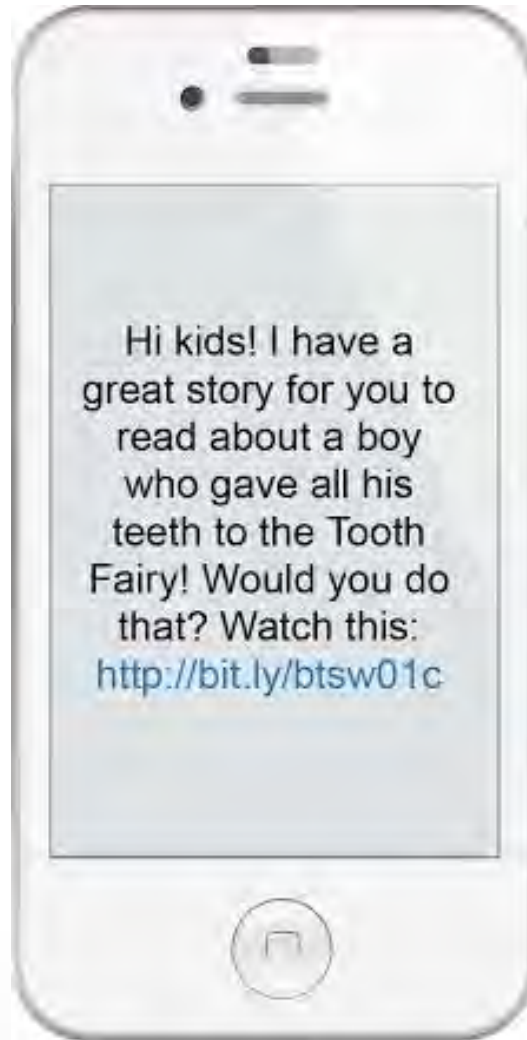 Hi kids! I have a
great story for you to
read about a boy
who gave all his
teeth to the Tooth
Fairy! Would you do
that? Watch this:
http://bit.ly/btsw01c